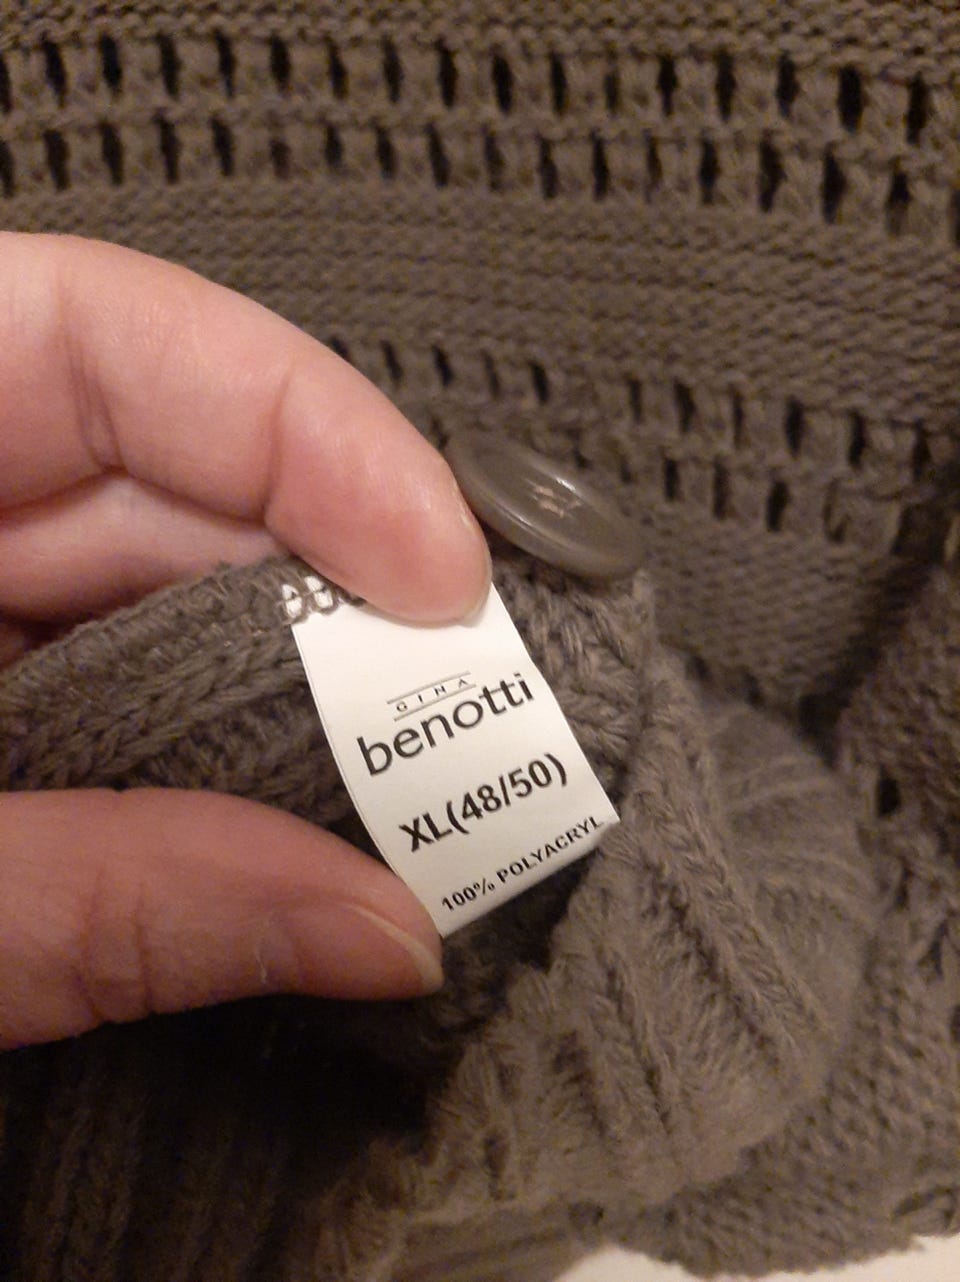 GINA
benotti
XL(48/50)
100% POLYACRYL